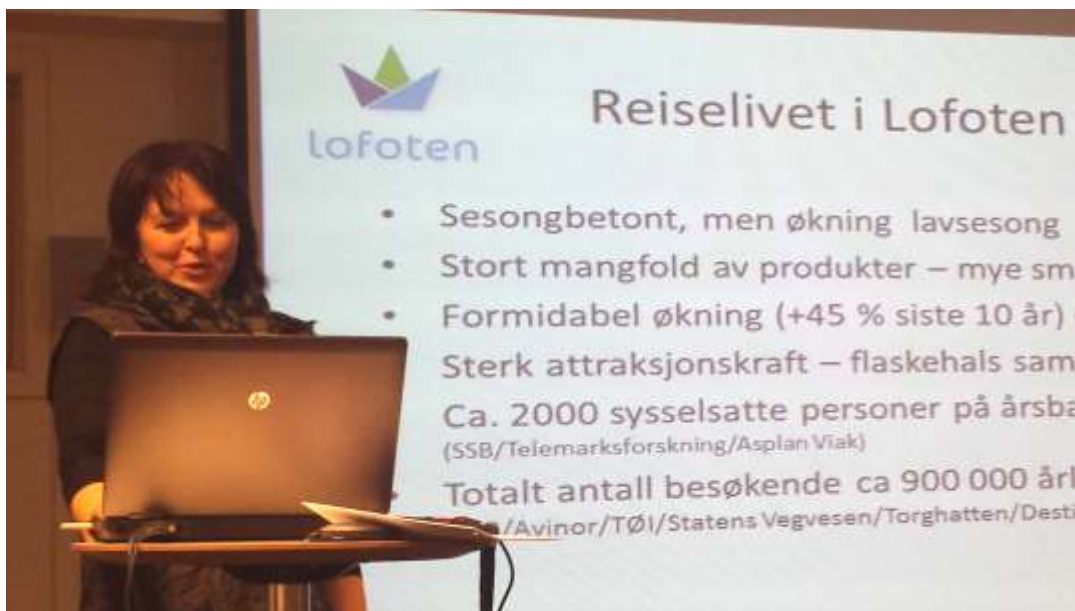 Lofoten
Reiselivet i Lofoten
• Sesongbetont, men økning lavsesong
• Stort mangfold av produkter – mye sm
• Formidabel økning (+45 % siste 10 år)
Sterk attraksjonskraft – flaskehals sam
Ca. 2000 sysselsatte personer på årsba
(SSB/Telemarksforskning/Asplan Viak)
• Totalt antall besøkende ca 900 000 årl
/Avinor/TØI/Statens Vegvesen/Torghatten/Desti
hp